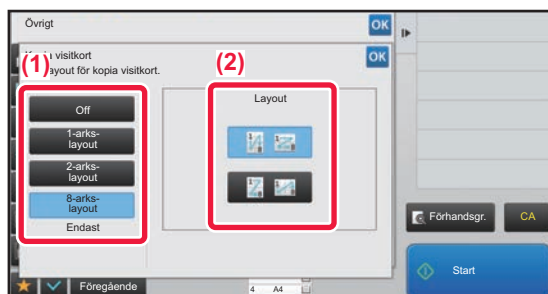 Övrigt
OK
Kopia visitkort
OK
layout för kopia visitkort.
(1)
(2)
Off
1-arks-
layout
2-arks-
layout
8-arks-
layout
Endast
Layout
Förhandsgr.
CA
Start
Föregående
4 A4